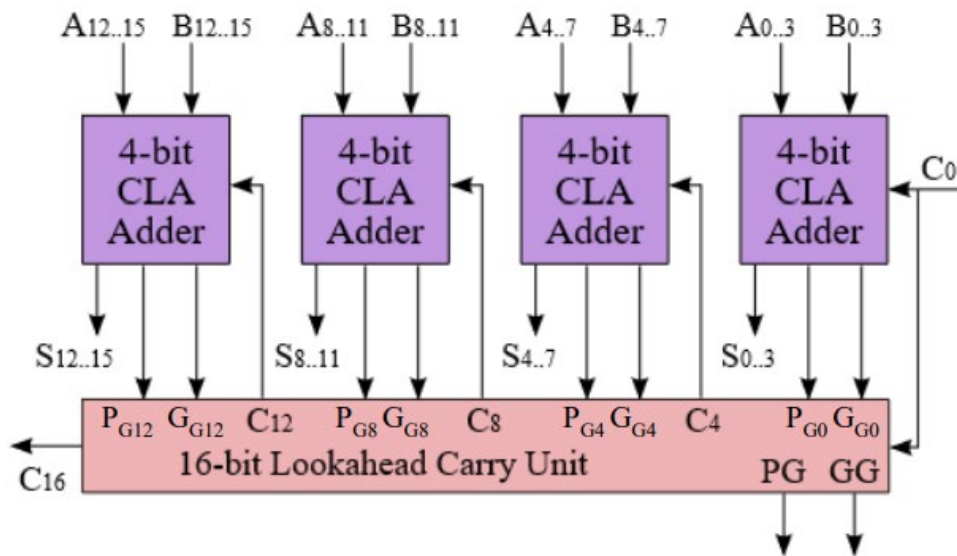 A12..15 B12..15 A8..11 B8..11 A4..7 B4..7 A0..3 B0..3
4-bit CLA Adder
4-bit CLA Adder
4-bit CLA Adder
4-bit CLA Adder
C0
S12..15 S8..11 S4..7 S0..3
PG12 GG12 C12 PG8 GG8 C8 PG4 GG4 C4 PG0 GG0
16-bit Lookahead Carry Unit
PG GG
C16